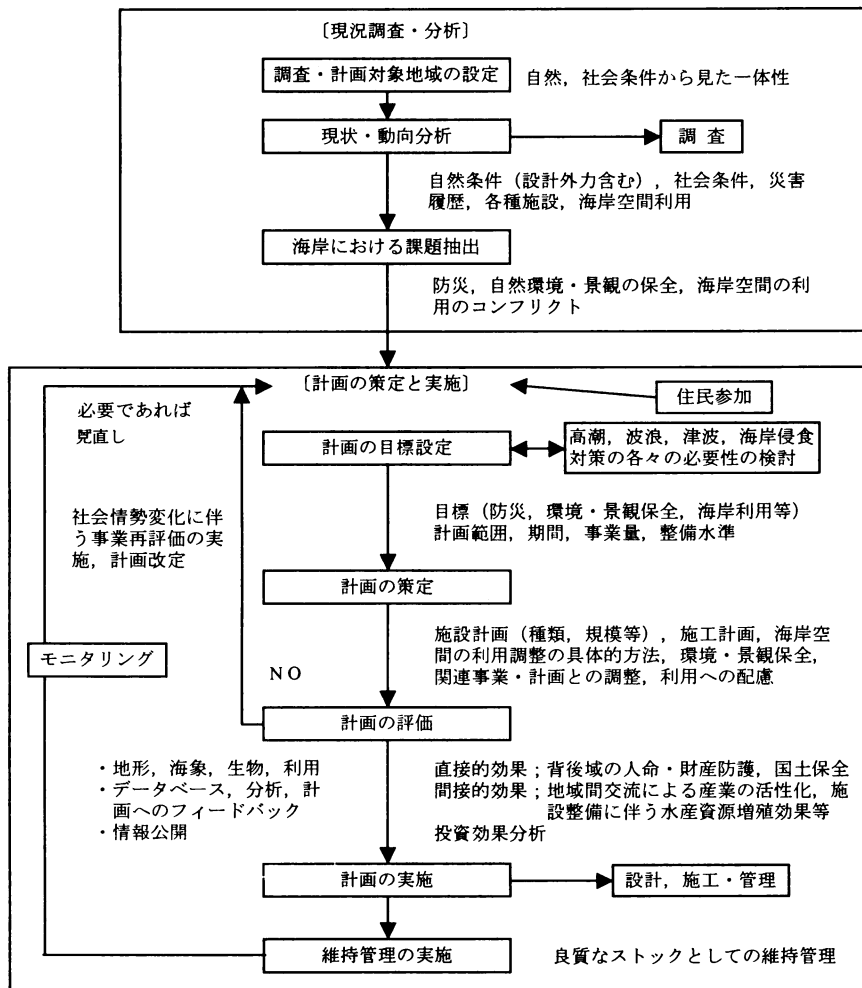 〔現況調査・分析〕
調査・計画対象地域の設定
自然，社会条件から見た一体性
現状・動向分析
調 査
自然条件（設計外力含む），社会条件，災害
履歴，各種施設，海岸空間利用
海岸における課題抽出
防災，自然環境・景観の保全，海岸空間の利
用のコンフリクト
〔計画の策定と実施〕
住民参加
必要であれば
見直し
計画の目標設定
高潮，波浪，津波，海岸侵食
対策の各々の必要性の検討
目標（防災，環境・景観保全，海岸利用等）
計画範囲，期間，事業量，整備水準
社会情勢変化に伴
う事業再評価の実
施，計画改定
計画の策定
施設計画（種類，規模等），施工計画，海岸空
間の利用調整の具体的方法，環境・景観保全，
関連事業・計画との調整，利用への配慮
モニタリング
ＮＯ
計画の評価
・地形，海象，生物，利用
・データベース，分析，計
画へのフィードバック
・情報公開
直接的効果；背後域の人命・財産防護，国土保全
間接的効果；地域間交流による産業の活性化，施
設整備に伴う水産資源増殖効果等
投資効果分析
計画の実施
設計，施工・管理
維持管理の実施
良質なストックとしての維持管理